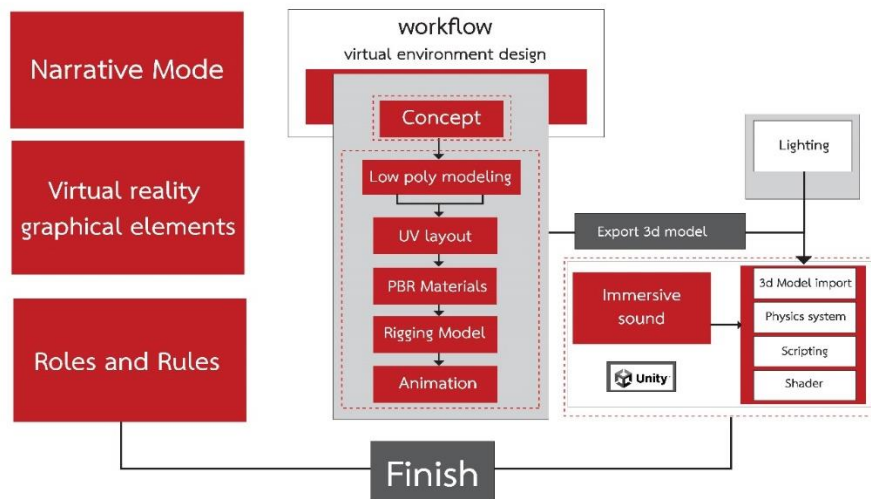 Narrative Mode
Virtual reality
graphical elements
Roles and Rules
workflow
virtual environment design
Concept
Low poly modeling
UV layout
PBR Materials
Rigging Model
Animation
Export 3d model
Lighting
Immersive
sound
Unity
3d Model import
Physics system
Scripting
Shader
Finish